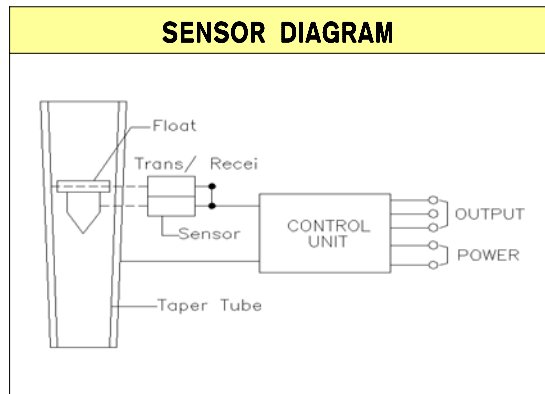 SENSOR DIAGRAM
Float
Trans/ Recei
Sensor
CONTROL
UNIT
OUTPUT
POWER
Taper Tube